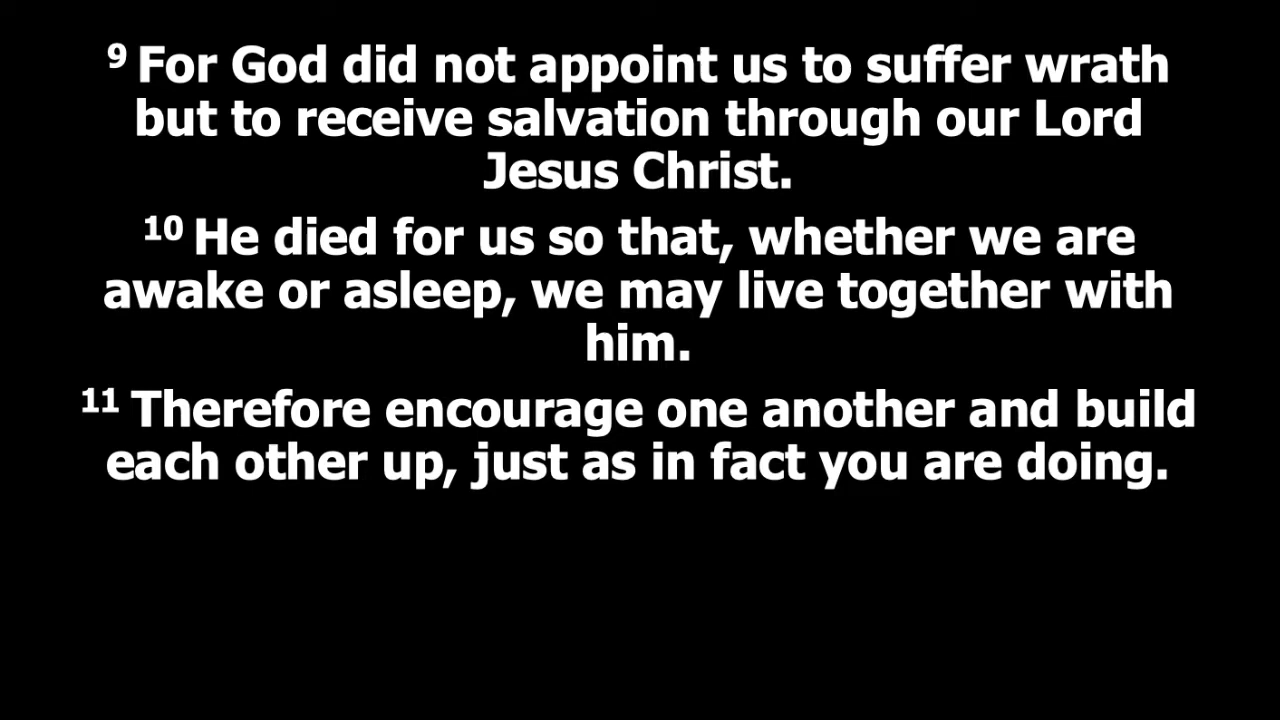 9 For God did not appoint us to suffer wrath
but to receive salvation through our Lord
Jesus Christ.
10 He died for us so that, whether we are
awake or asleep, we may live together with
him.
11 Therefore encourage one another and build
each other up, just as in fact you are doing.